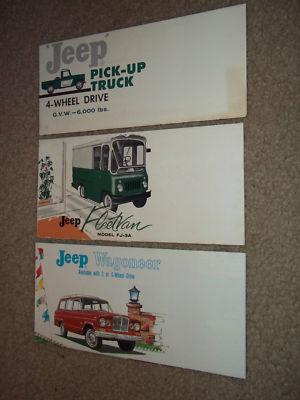 Jeep
PICK-UP
TRUCK
4-WHEEL DRIVE
G.V.W.—6,000 lbs.
Jeep FleetVan
MODEL FJ-3A
Jeep Wagoneer
Available with 2 or 4-Wheel Drive